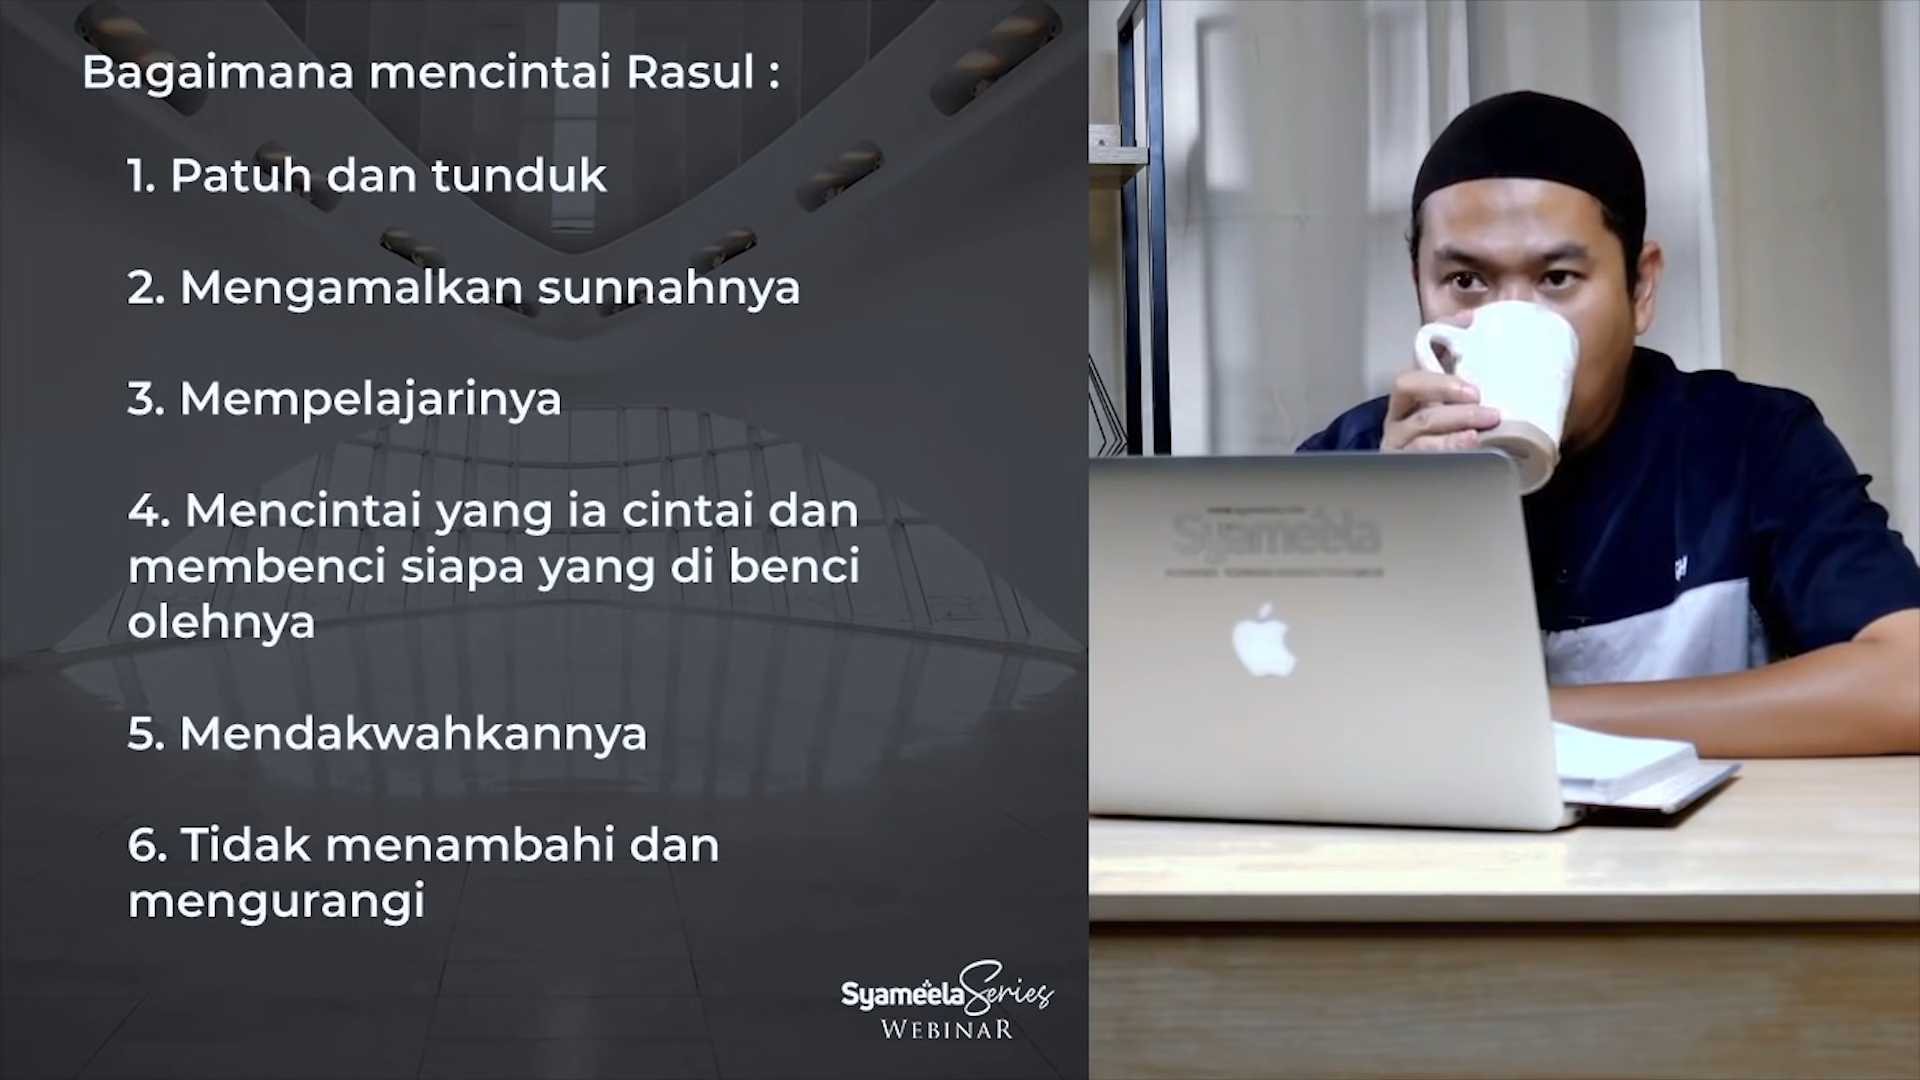 Bagaimana mencintai Rasul :
1. Patuh dan tunduk
2. Mengamalkan sunnahnya
3. Mempelajarinya
4. Mencintai yang ia cintai dan
membenci siapa yang di benci
olehnya
5. Mendakwahkannya
6. Tidak menambahi dan
mengurangi
Syameela Series
WEBINAR
Syameela